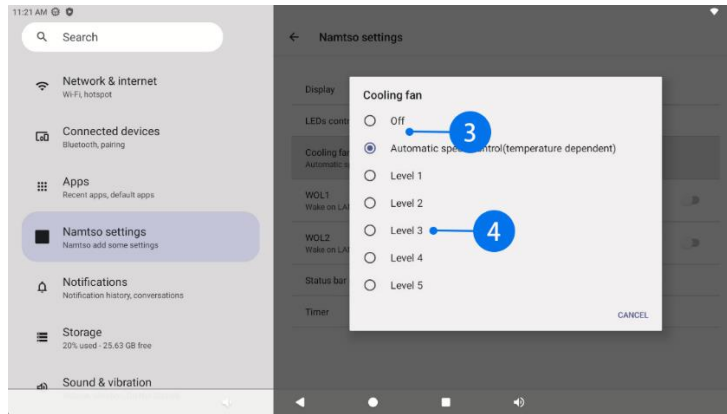 11:21 AM
Search
Network & internet
Wi-Fi, hotspot
Connected devices
Bluetooth, pairing
Apps
Recent apps, default apps
Namtso settings
Namtso add some settings
Notifications
Notification history, conversations
Storage
20% used - 25.63 GB free
Sound & vibration
Namtso settings
Display
LEDs contr
Cooling fan
Automatic s
WOL1
Wake on LA
WOL2
Wake on LA
Status bar
Timer
Cooling fan
Off
3
Automatic speed control(temperature dependent)
Level 1
Level 2
Level 3
4
Level 4
Level 5
CANCEL